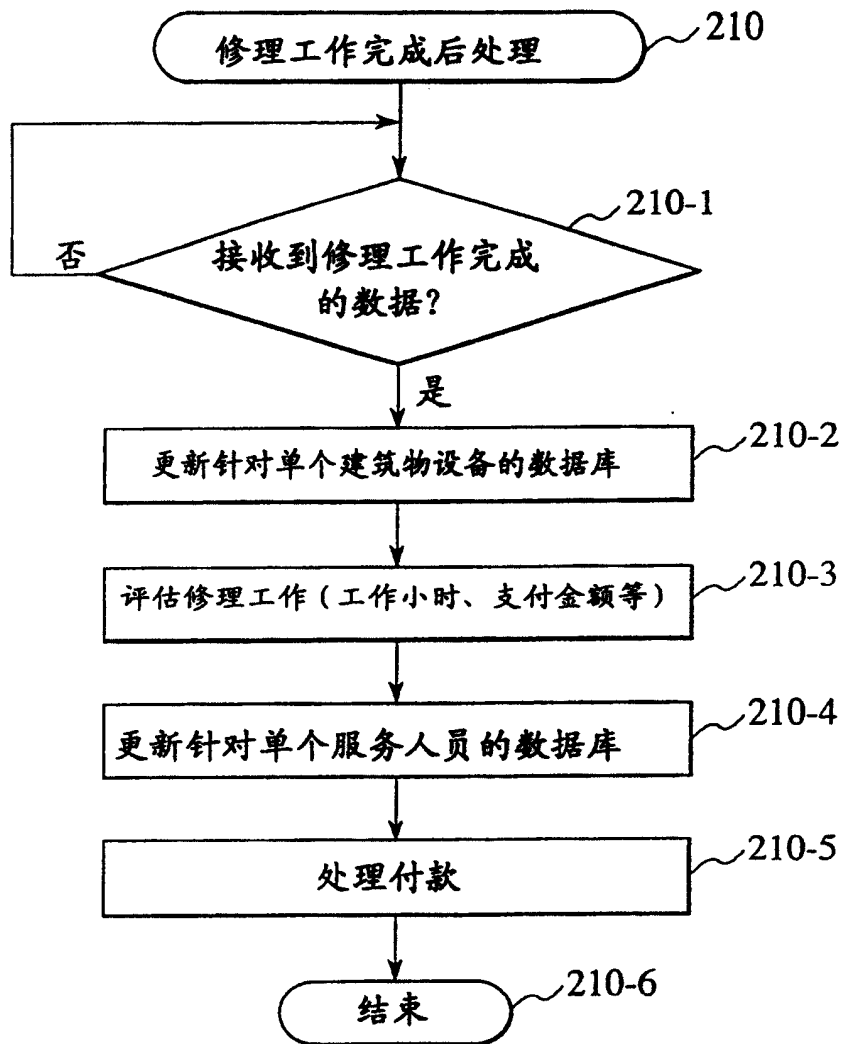 修理工作完成后处理
210
210-1
接收到修理工作完成
的数据？
否
是
更新针对单个建筑物设备的数据库
210-2
评估修理工作（工作小时、支付金额等）
210-3
更新针对单个服务人员的数据库
210-4
处理付款
210-5
结束
210-6